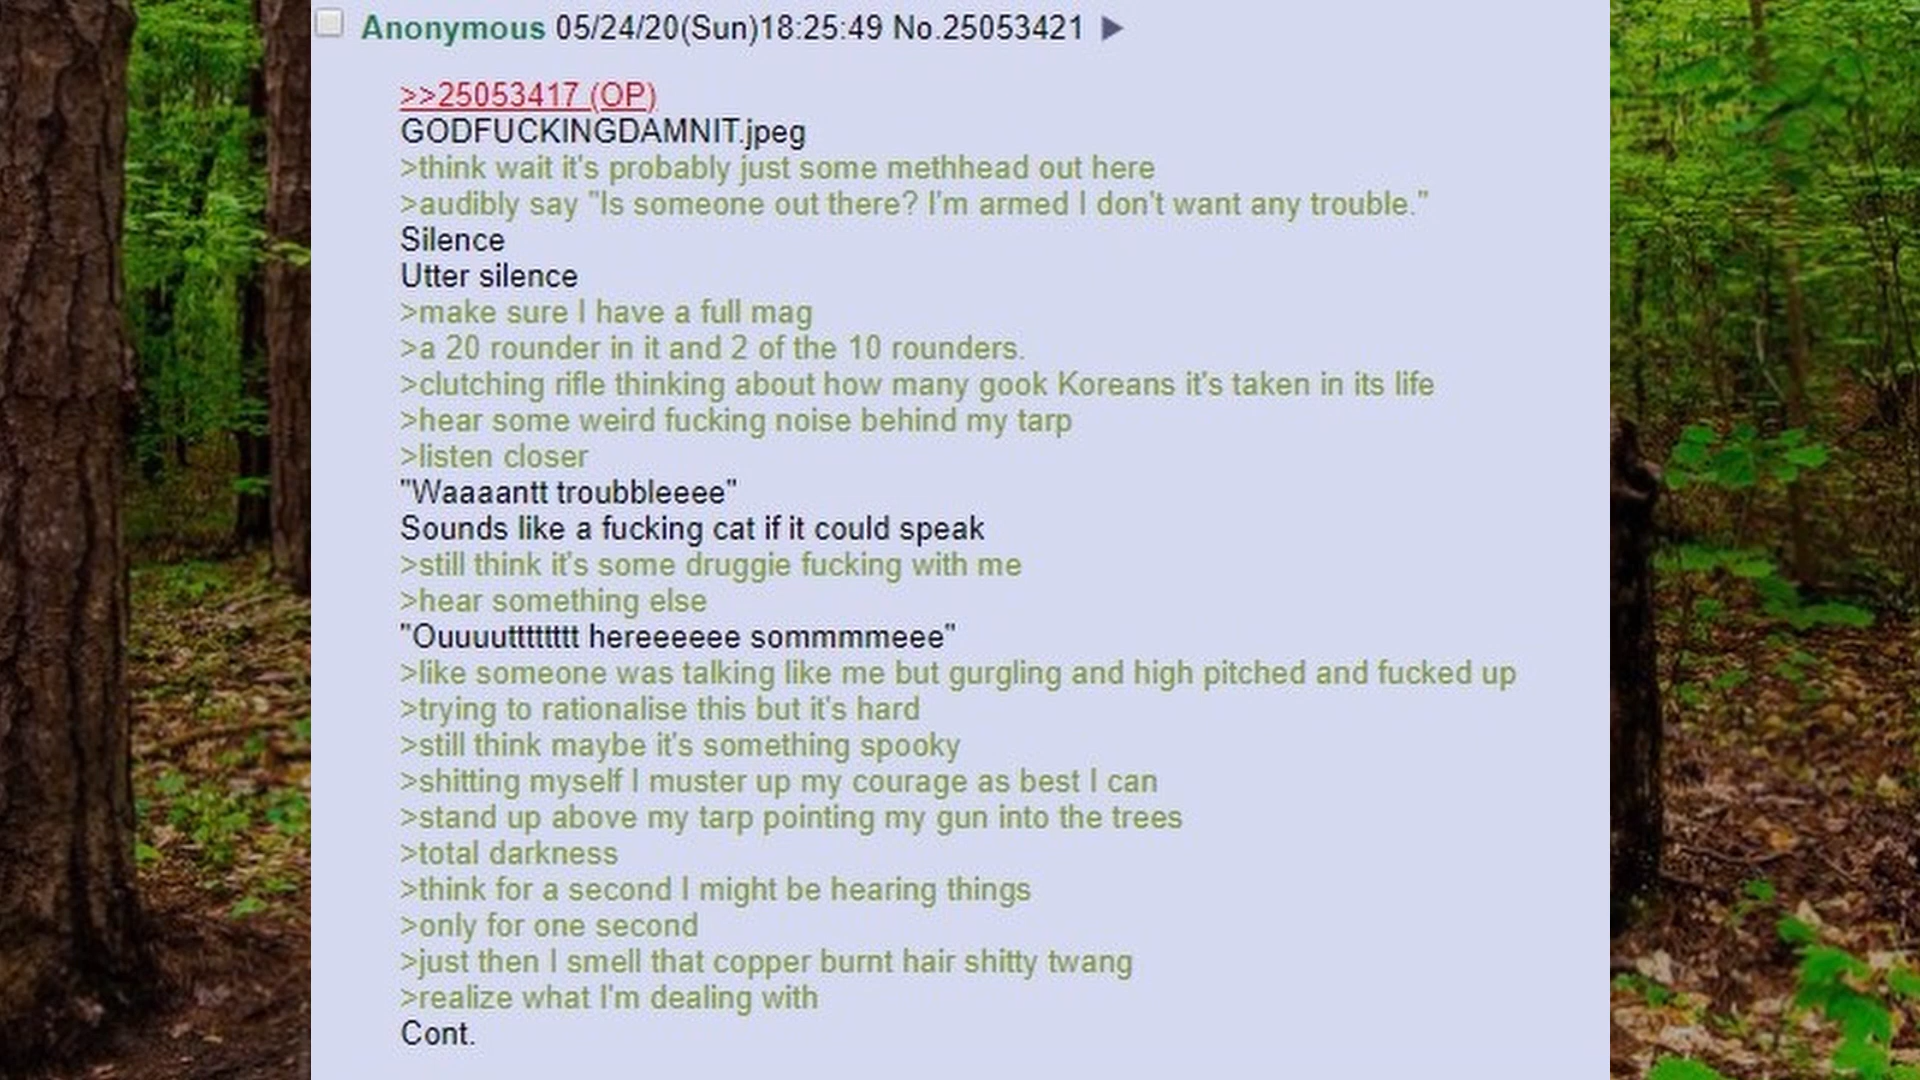 Anonymous 05/24/20(Sun)18:25:49 No.25053421 ▶
>>25053417 (OP)
GODFUCKINGDAMNIT.jpeg
>think wait it's probably just some methhead out here
>audibly say "Is someone out there? I'm armed I don't want any trouble."
Silence
Utter silence
>make sure I have a full mag
>a 20 rounder in it and 2 of the 10 rounders.
>clutching rifle thinking about how many gook Koreans it's taken in its life
>hear some weird fucking noise behind my tarp
>listen closer
"Waaaantt troubbleeee"
Sounds like a fucking cat if it could speak
>still think it's some druggie fucking with me
>hear something else
"Ouuuutttttttt hereeeeee sommmmeee"
>like someone was talking like me but gurgling and high pitched and fucked up
>trying to rationalise this but it's hard
>still think maybe it's something spooky
>shitting myself I muster up my courage as best I can
>stand up above my tarp pointing my gun into the trees
>total darkness
>think for a second I might be hearing things
>only for one second
>just then I smell that copper burnt hair shitty twang
>realize what I'm dealing with
Cont.